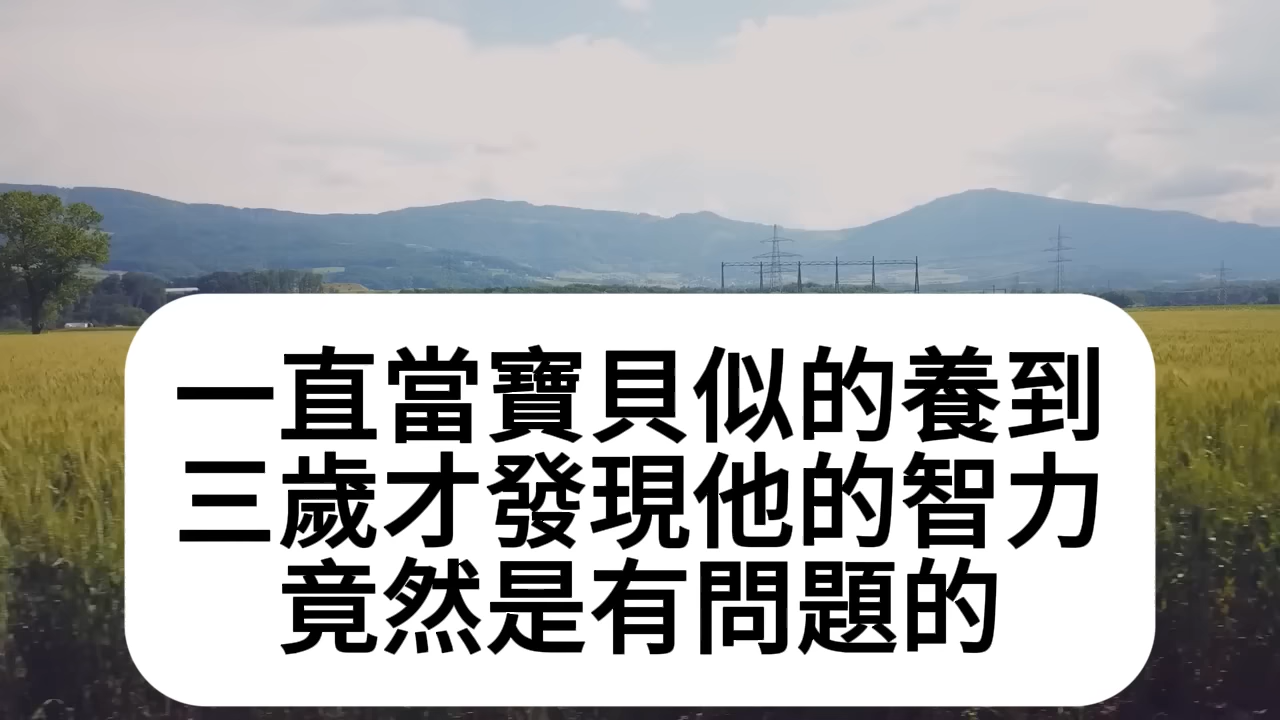 一直當寶貝似的養到
三歲才發現他的智力
竟然是有問題的